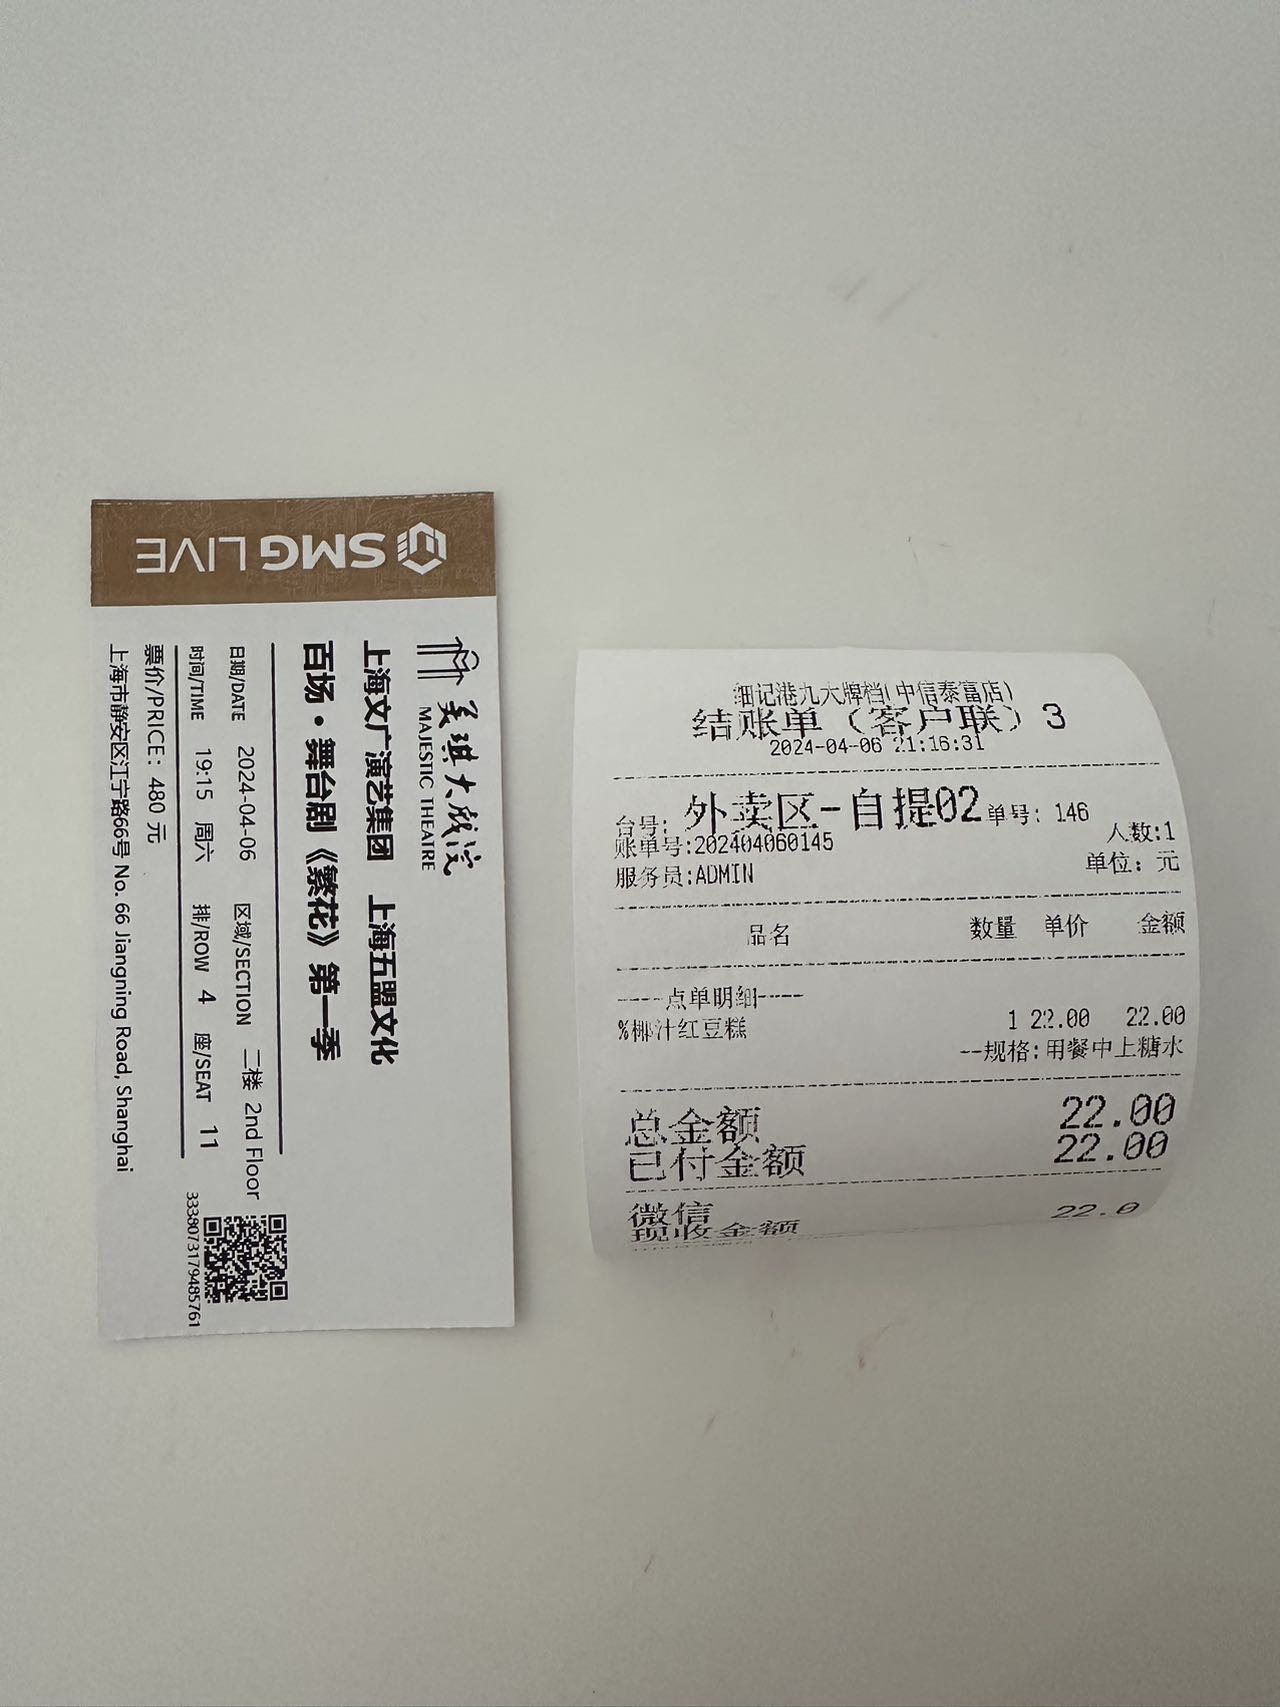 SMG LIVE
美琪大戏院
MAJESTIC THEATRE
上海文广演艺集团 上海五盟文化
百场·舞台剧《繁花》第一季
日期/DATE 2024-04-06 区域/SECTION 二楼 2nd Floor
时间/TIME 19:15 周六 排/ROW 4 座/SEAT 11
票价/PRICE: 480 元
上海市静安区江宁路66号 No. 66 Jiangning Road, Shanghai
3338073179485761
细记港九大牌档(中信泰富店)
结账单（客户联）3
2024-04-06 21:16:31
台号: 外卖区-自提02 单号: 146
账单号:202404060145 人数:1
服务员:ADMIN 单位: 元
品名 数量 单价 金额
-----点单明细-----
%椰汁红豆糕 1 22.00 22.00
--规格:用餐中上糖水
总金额 22.00
已付金额 22.00
微信 22.0
现收金额